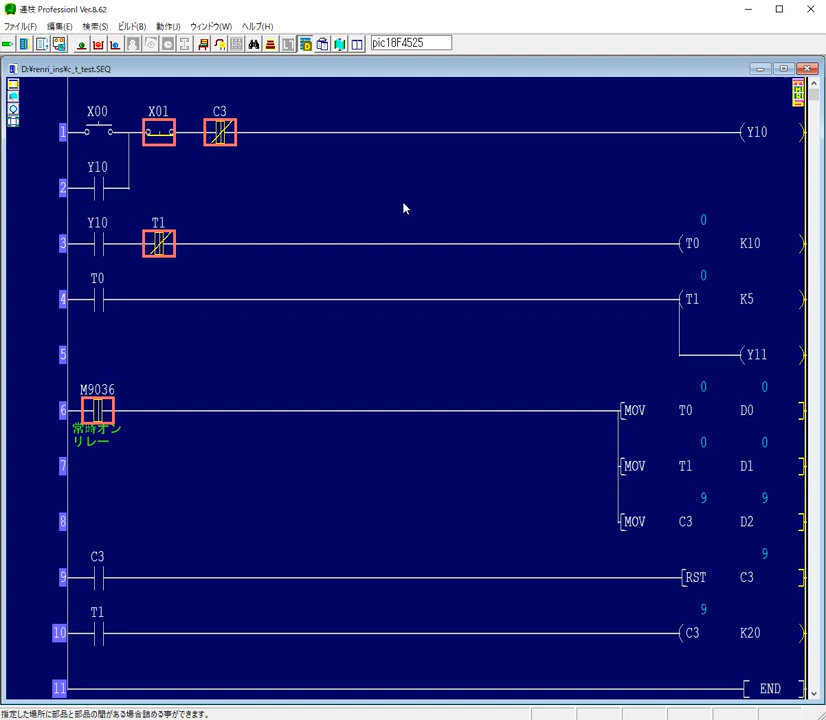 連枝 Professionl Ver.8.62
ファイル(F) 編集(E) 検索(S) ビルド(B) 動作(J) ウィンドウ(W) ヘルプ(H)
pic18F4525
D:¥renri_ins¥c_t_test.SEQ
X00 X01 C3
1 Y10
Y10
2
Y10 T1 0
3 T0 K10
T0 0
4 T1 K5
5 Y11
M9036 0 0
6 MOV T0 D0
常時オン
リレー
0 0
7 MOV T1 D1
9 9
8 MOV C3 D2
C3 9
9 RST C3
T1 9
10 C3 K20
11 END
指定した場所に部品と部品の間がある場合詰める事ができます。